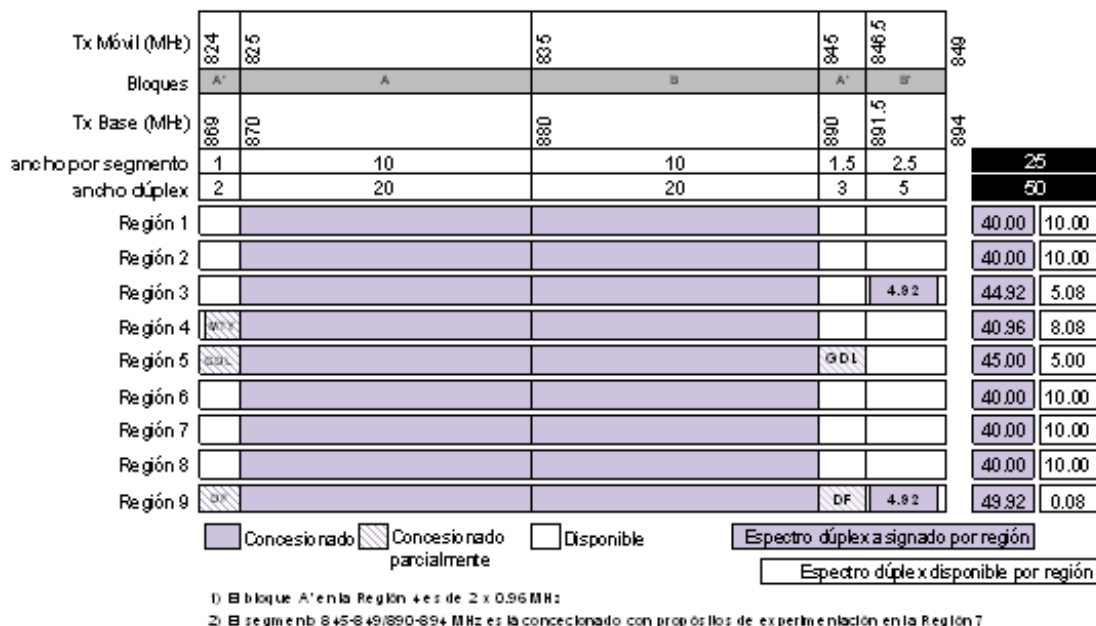 Tx Móvil (MHz) 824 825 835 845 846.5 849
Bloques A' A B A' B'
Tx Base (MHz) 869 870 880 890 891.5 894
ancho por segmento 1 10 10 1.5 2.5 25
ancho dúplex 2 20 20 3 5 50
Región 1 40.00 10.00
Región 2 40.00 10.00
Región 3 4.92 44.92 5.08
Región 4 40.96 8.08
Región 5 GDL GDL 45.00 5.00
Región 6 40.00 10.00
Región 7 40.00 10.00
Región 8 40.00 10.00
Región 9 DF DF 4.92 49.92 0.08
Concesionado Concesionado parcialmente Disponible Espectro dúplex asignado por región
Espectro dúplex disponible por región
1) El bloque A' en la Región 4 es de 2 x 0.96 MHz
2) El segmento 845-849/890-894 MHz está concecionado con propósitos de experimentación en la Región 7